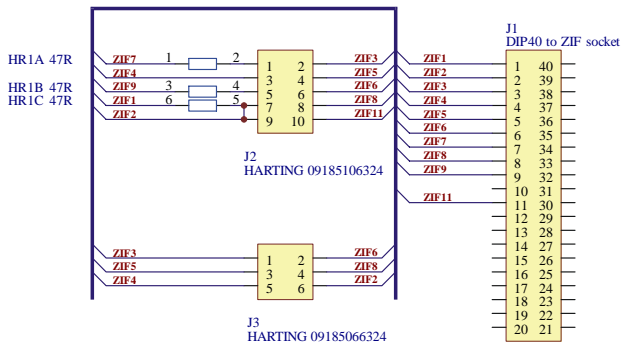 J1
DIP40 to ZIF socket
HR1A 47R ZIF7 1 2 1 2 ZIF3 ZIF1 1 40
ZIF4 3 4 ZIF5 ZIF2 2 39
HR1B 47R ZIF9 3 4 5 6 ZIF6 ZIF3 3 38
HR1C 47R ZIF1 6 5 7 8 ZIF8 ZIF4 4 37
ZIF2 9 10 ZIF11 ZIF5 5 36
ZIF6 6 35
ZIF7 7 34
J2 ZIF8 8 33
HARTING 09185106324 ZIF9 9 32
10 31
ZIF11 11 30
12 29
13 28
ZIF3 1 2 ZIF6 14 27
ZIF5 3 4 ZIF8 15 26
ZIF4 5 6 ZIF2 16 25
17 24
18 23
J3 19 22
HARTING 09185066324 20 21